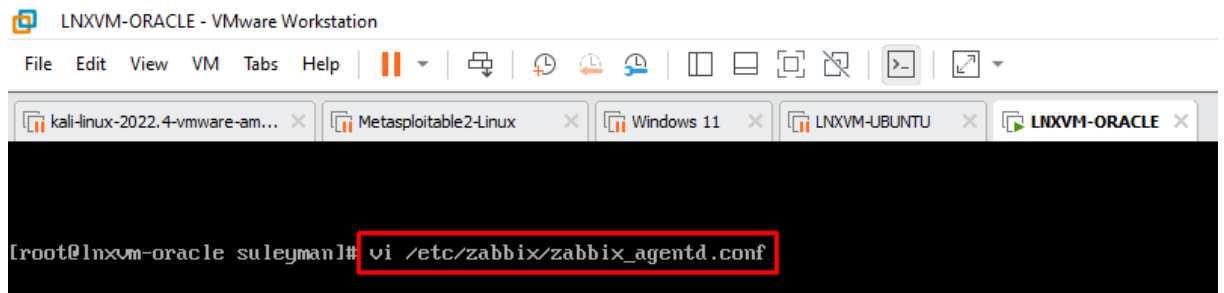 LNXVM-ORACLE - VMware Workstation
File Edit View VM Tabs Help
kali-linux-2022.4-vmware-am... Metasploitable2-Linux Windows 11 LNXVM-UBUNTU LNXVM-ORACLE
[root@lnxvm-oracle suleyman]# vi /etc/zabbix/zabbix_agentd.conf